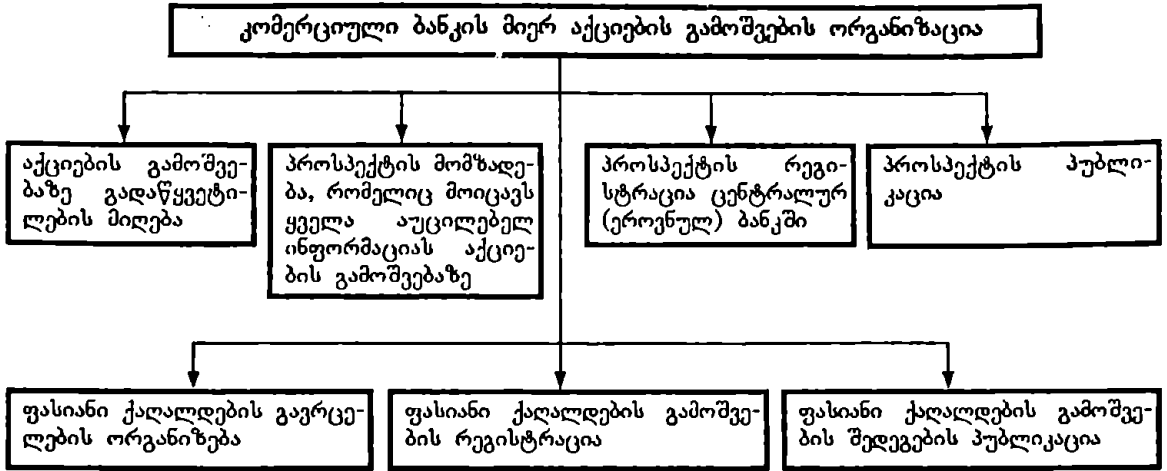 კომერციული ბანკის მიერ აქციების გამოშვების ორგანიზაცია
აქციების გამოშვე-
ბაზე გადაწყვეტი-
ლების მიღება
პროსპექტის მომზადე-
ბა, რომელიც მოიცავს
ყველა აუცილებელ
ინფორმაციას აქციე-
ბის გამოშვებაზე
პროსპექტის რეგი-
სტრაცია ცენტრალურ
(ეროვნულ) ბანკში
პროსპექტის პუბლი-
კაცია
ფასიანი ქაღალდების გავრცე-
ლების ორგანიზება
ფასიანი ქაღალდების გამოშვე-
ბის რეგისტრაცია
ფასიანი ქაღალდების გამოშვე-
ბის შედეგების პუბლიკაცია